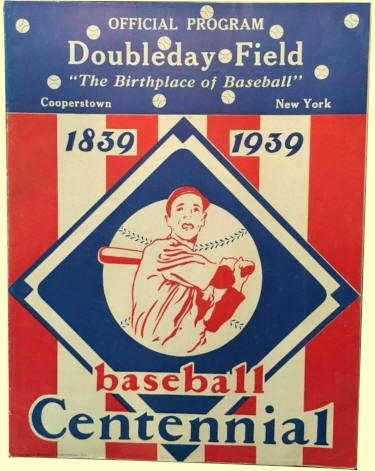 OFFICIAL PROGRAM
Doubleday Field
"The Birthplace of Baseball"
Cooperstown New York
1839 1939
baseball
Centennial